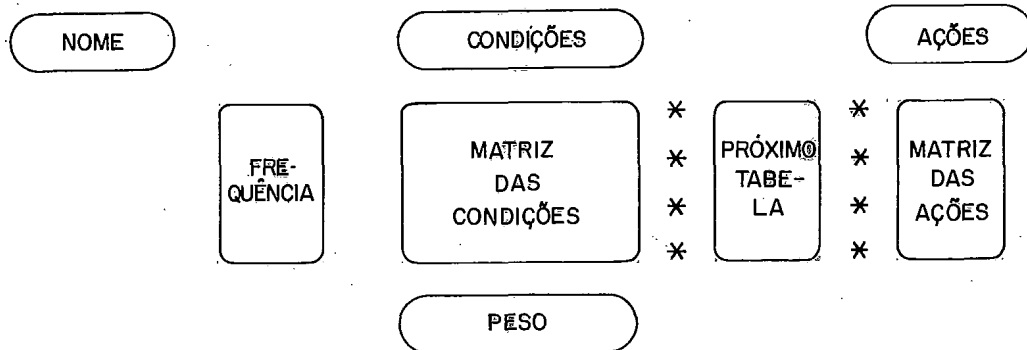 NOME
CONDIÇÕES
AÇÕES
FRE-
QUÊNCIA
MATRIZ
DAS
CONDIÇÕES
*
*
*
*
PRÓXIMO
TABE-
LA
*
*
*
*
MATRIZ
DAS
AÇÕES
PESO